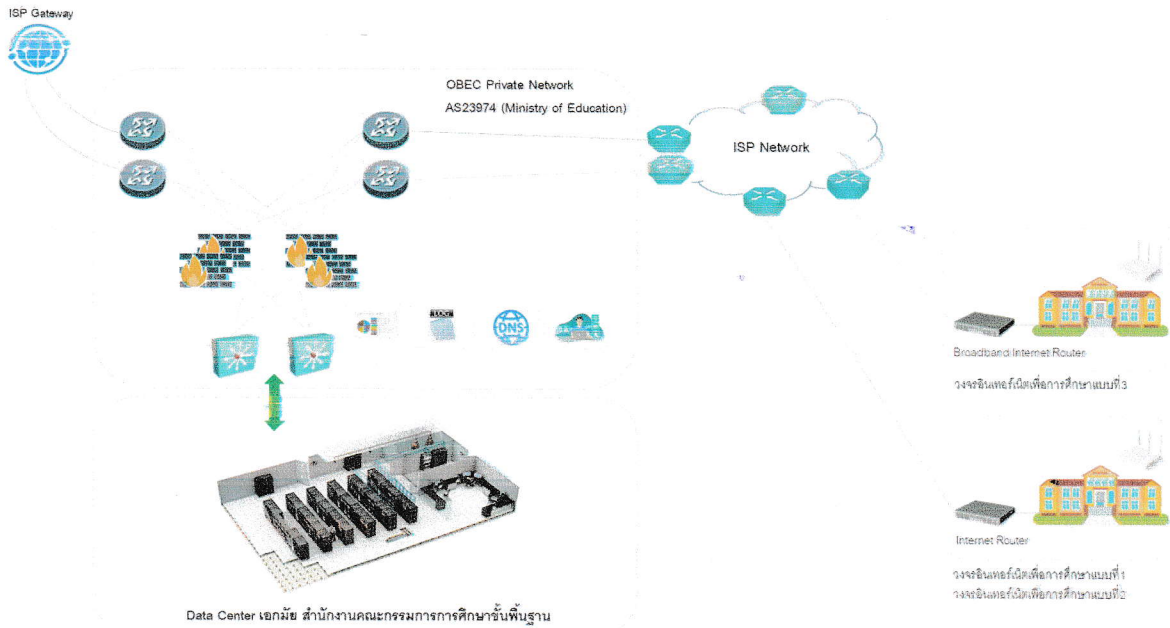 ISP Gateway
OBEC Private Network
AS23974 (Ministry of Education)
ISP Network
LOG
DNS
Broadband Internet Router
วงจรอินเทอร์เน็ตเพื่อการศึกษาแบบที่3
Internet Router
วงจรอินเทอร์เน็ตเพื่อการศึกษาแบบที่1
วงจรอินเทอร์เน็ตเพื่อการศึกษาแบบที่2
Data Center เอกมัย สำนักงานคณะกรรมการการศึกษาขั้นพื้นฐาน